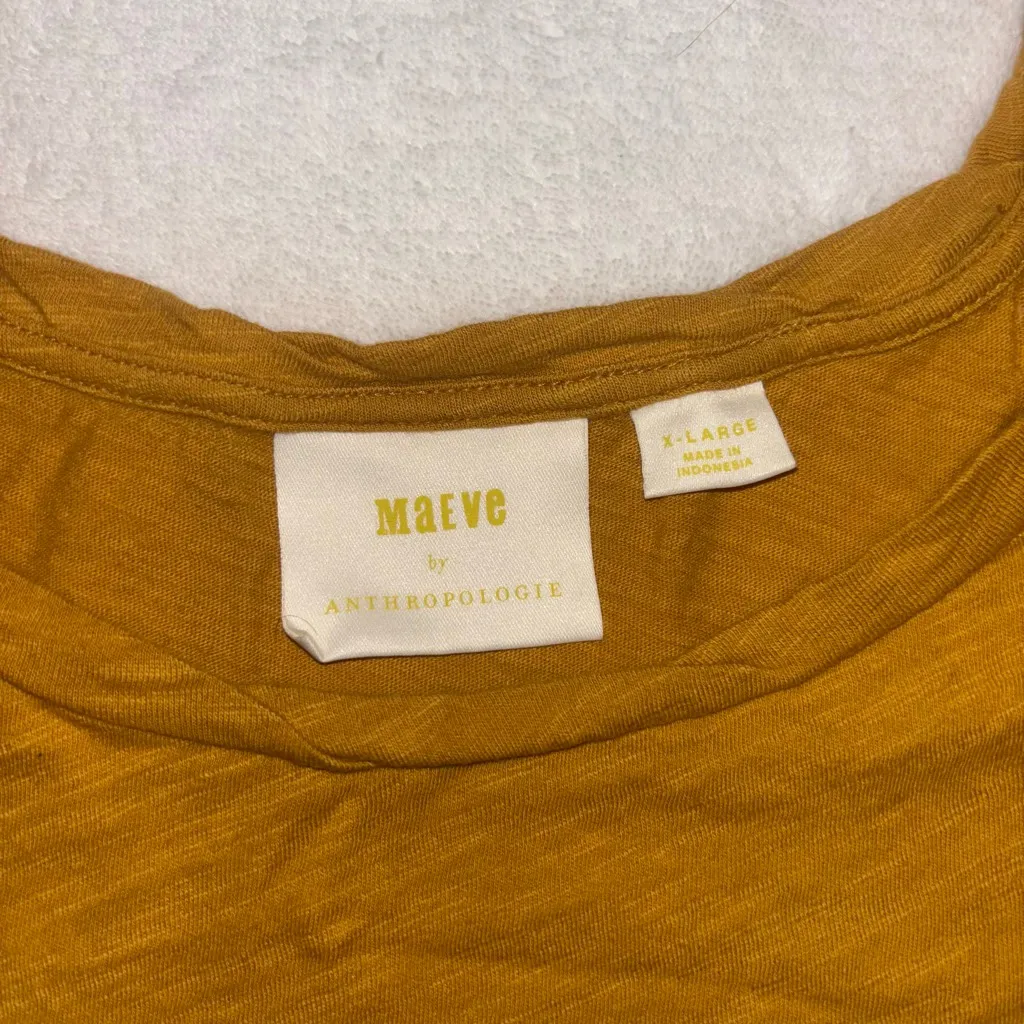 MaEVe
by
ANTHROPOLOGIE
X-LARGE
MADE IN
INDONESIA